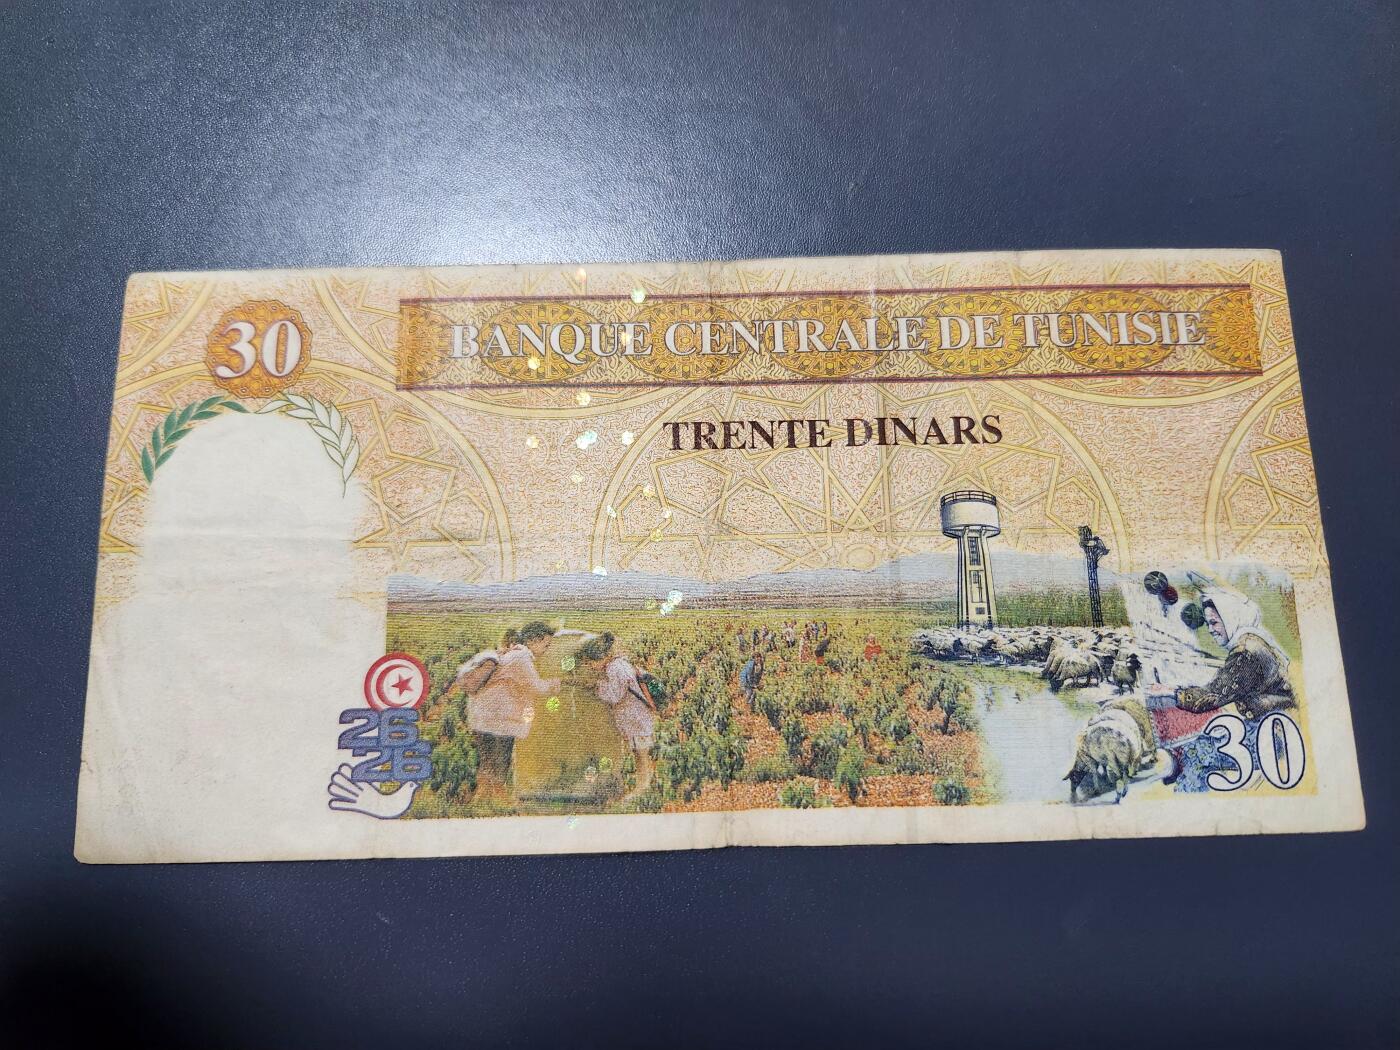 30
BANQUE CENTRALE DE TUNISIE
TRENTE DINARS
26
26
30